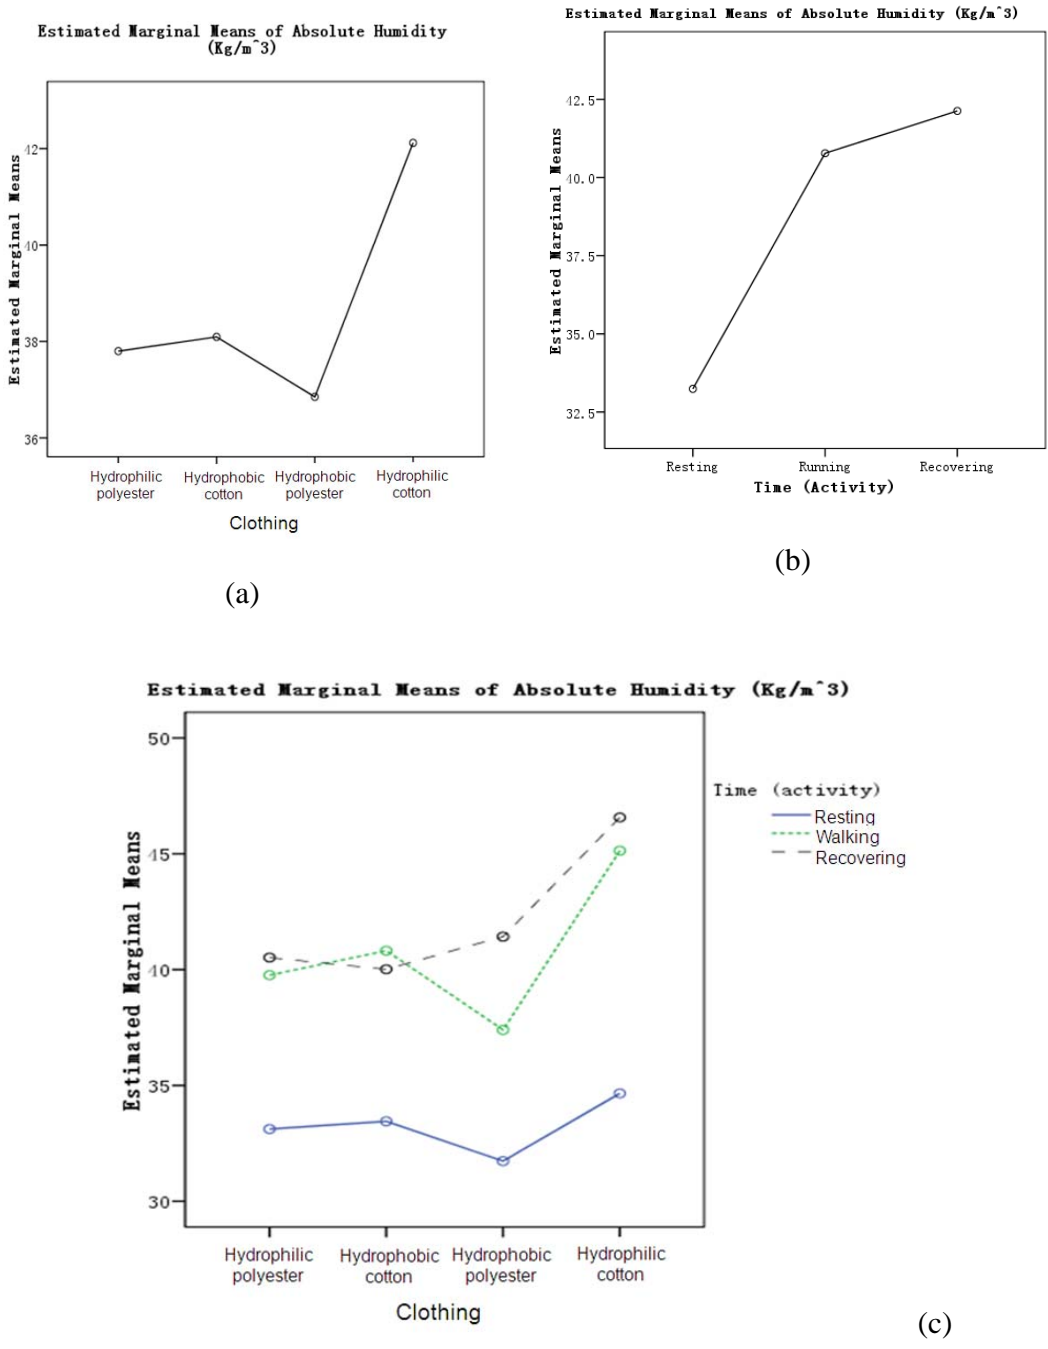 Estimated Marginal Means of Absolute Humidity
(Kg/m^3)
Estimated Marginal Means
42
40
38
36
Hydrophilic polyester
Hydrophobic cotton
Hydrophobic polyester
Hydrophilic cotton
Clothing
(a)
Estimated Marginal Means of Absolute Humidity (Kg/m^3)
Estimated Marginal Means
42.5
40.0
37.5
35.0
32.5
Resting
Running
Recovering
Time (Activity)
(b)
Estimated Marginal Means of Absolute Humidity (Kg/m^3)
Estimated Marginal Means
50
45
40
35
30
Time (activity)
Resting
Walking
Recovering
Hydrophilic polyester
Hydrophobic cotton
Hydrophobic polyester
Hydrophilic cotton
Clothing
(c)